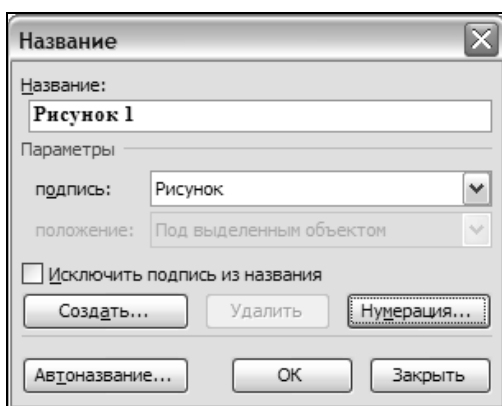 Название
Название:
Рисунок 1
Параметры
подпись: Рисунок
положение: Под выделенным объектом
Исключить подпись из названия
Создать... Удалить Нумерация...
Автоназвание... ОК Закрыть